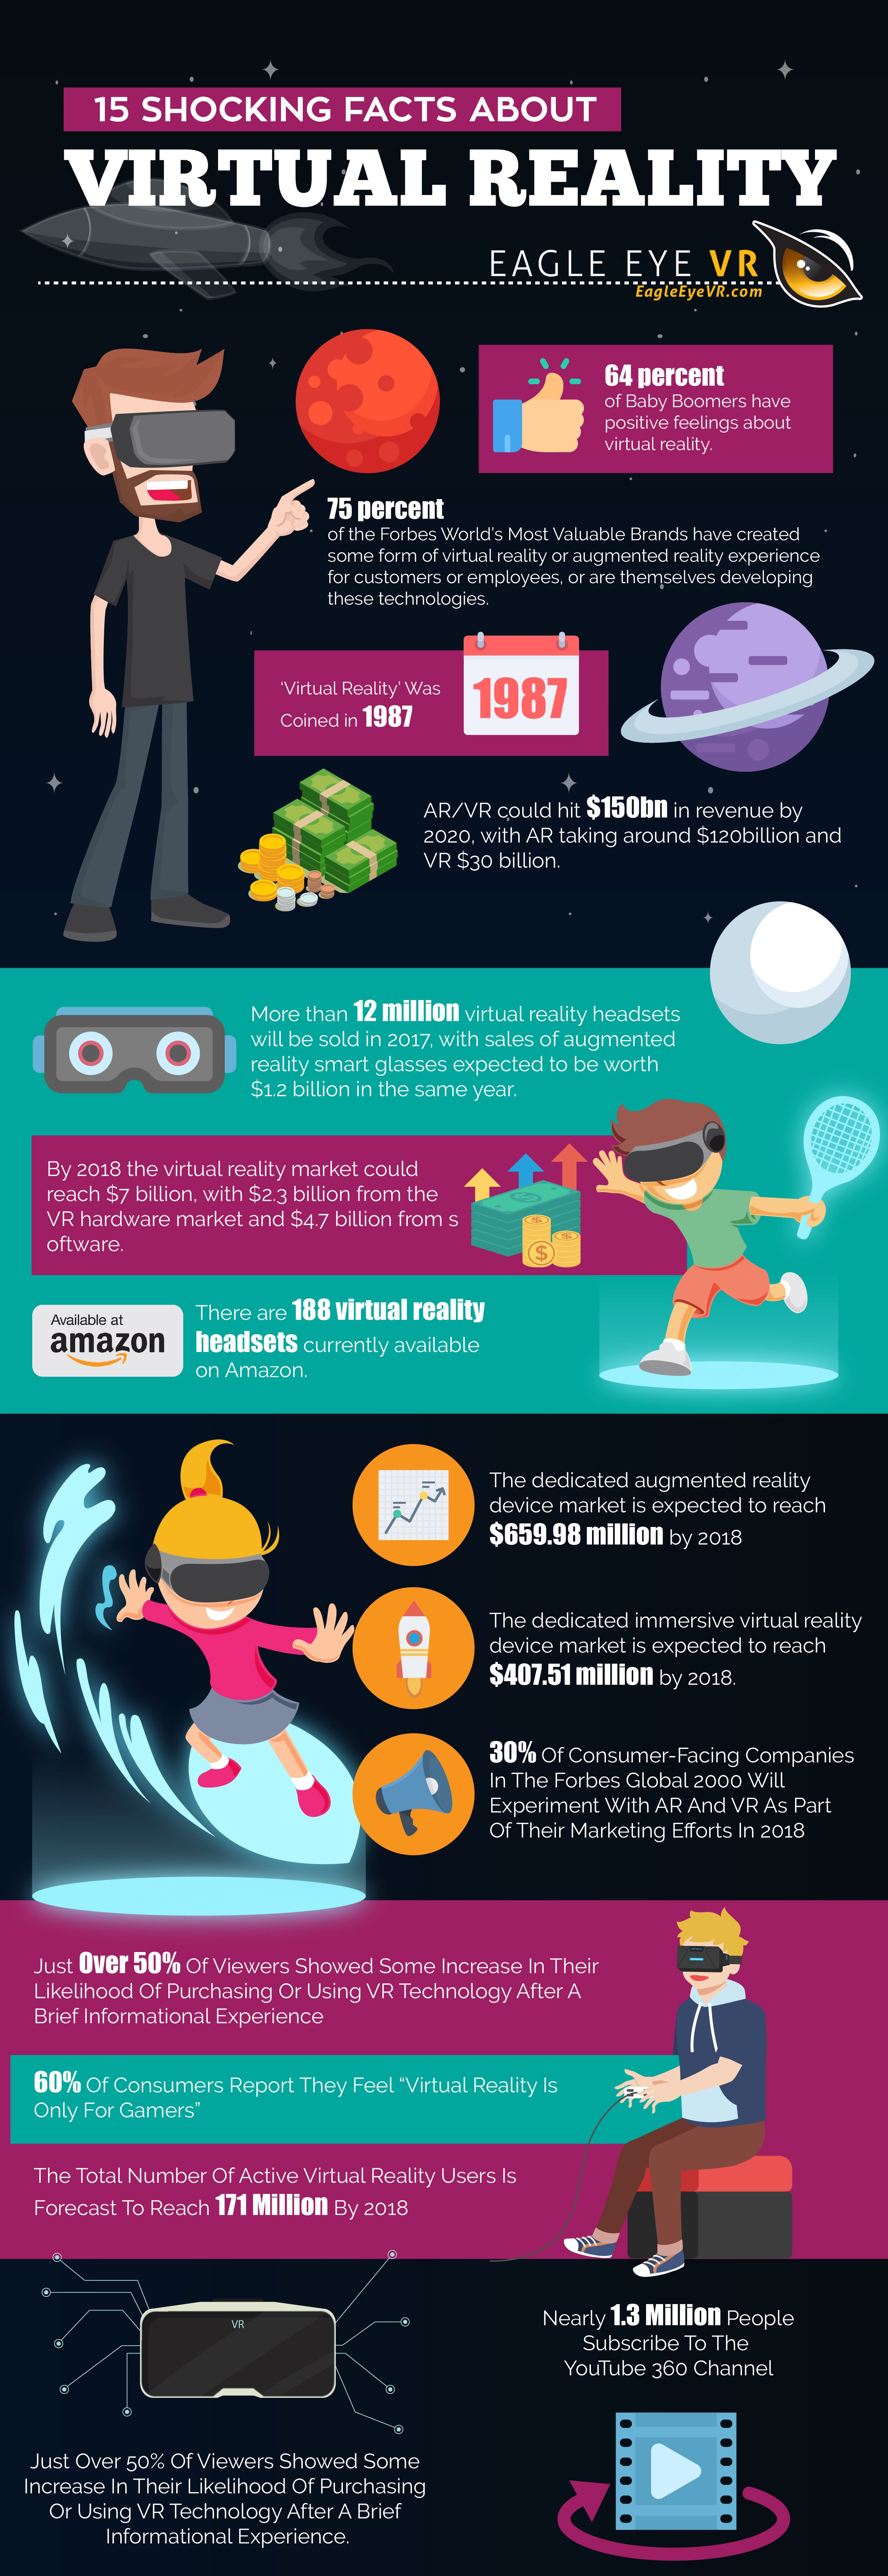 15 SHOCKING FACTS ABOUT
VIRTUAL REALITY
EAGLE EYE VR
EagleEyeVR.com
64 percent
of Baby Boomers have
positive feelings about
virtual reality.
75 percent
of the Forbes World's Most Valuable Brands have created
some form of virtual reality or augmented reality experience
for customers or employees, or are themselves developing
these technologies.
'Virtual Reality' Was
Coined in 1987
1987
AR/VR could hit $150bn in revenue by
2020, with AR taking around $120billion and
VR $30 billion.
More than 12 million virtual reality headsets
will be sold in 2017, with sales of augmented
reality smart glasses expected to be worth
$1.2 billion in the same year.
By 2018 the virtual reality market could
reach $7 billion, with $2.3 billion from the
VR hardware market and $4.7 billion from s
oftware.
$
Available at
amazon
There are 188 virtual reality
headsets currently available
on Amazon.
The dedicated augmented reality
device market is expected to reach
$659.98 million by 2018
The dedicated immersive virtual reality
device market is expected to reach
$407.51 million by 2018.
30% Of Consumer-Facing Companies
In The Forbes Global 2000 Will
Experiment With AR And VR As Part
Of Their Marketing Efforts In 2018
Just Over 50% Of Viewers Showed Some Increase In Their
Likelihood Of Purchasing Or Using VR Technology After A
Brief Informational Experience
60% Of Consumers Report They Feel “Virtual Reality Is
Only For Gamers”
The Total Number Of Active Virtual Reality Users Is
Forecast To Reach 171 Million By 2018
VR
Nearly 1.3 Million People
Subscribe To The
YouTube 360 Channel
Just Over 50% Of Viewers Showed Some
Increase In Their Likelihood Of Purchasing
Or Using VR Technology After A Brief
Informational Experience.